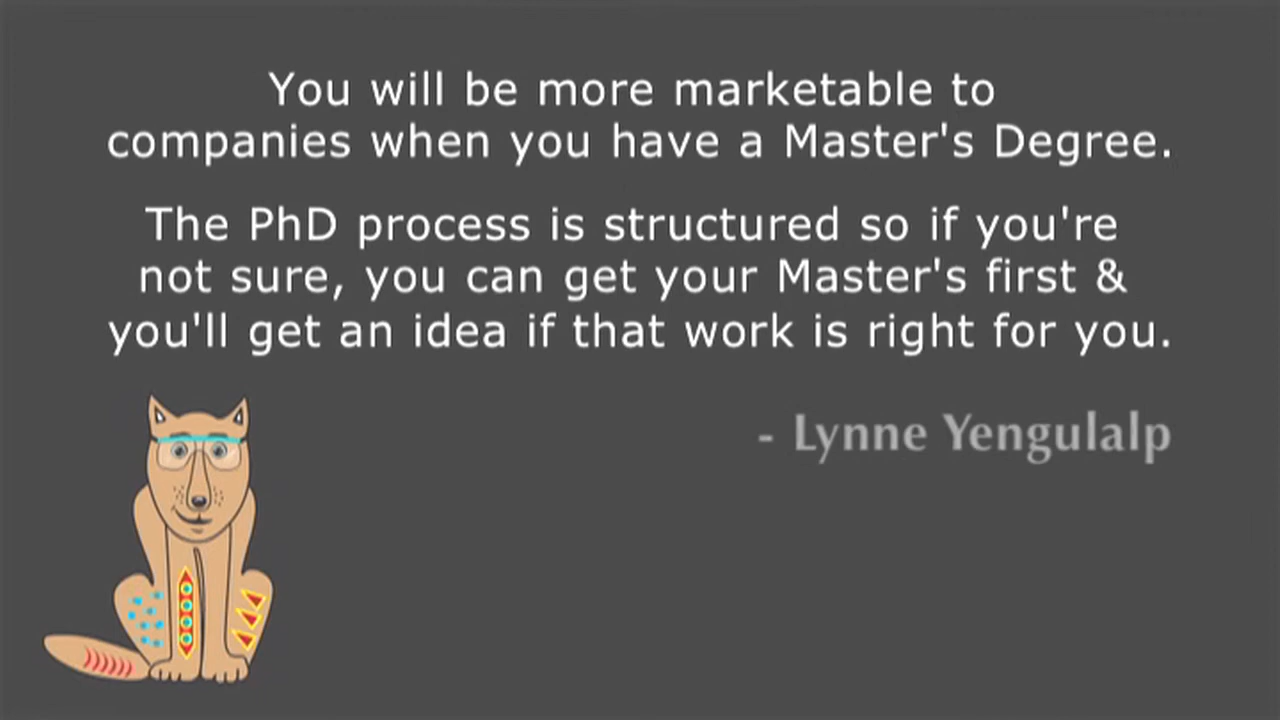 You will be more marketable to
companies when you have a Master's Degree.
The PhD process is structured so if you're
not sure, you can get your Master's first &
you'll get an idea if that work is right for you.
- Lynne Yengulalp